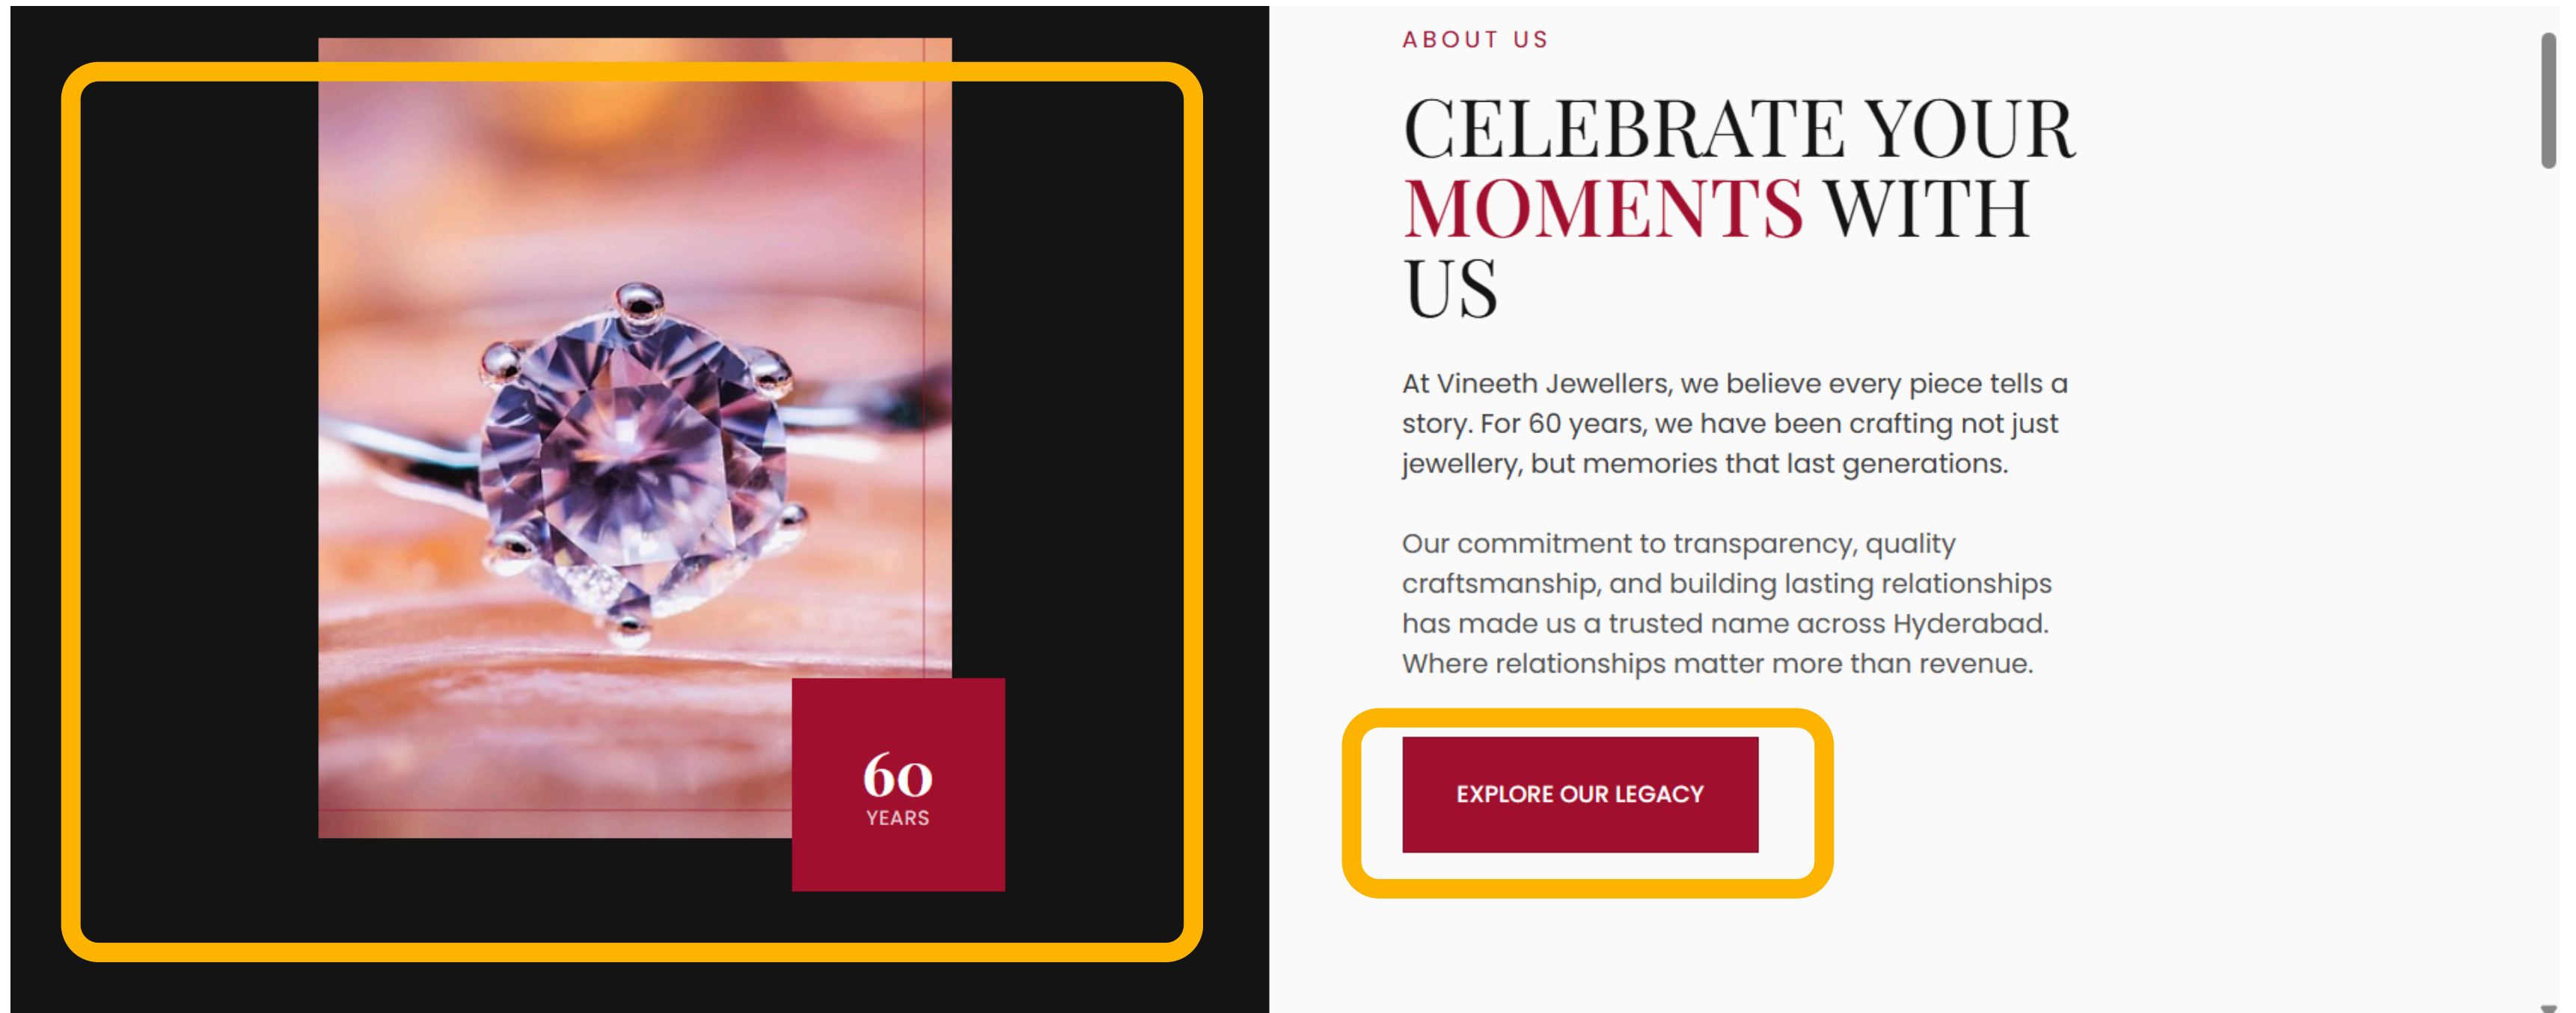 ABOUT US
CELEBRATE YOUR
MOMENTS WITH
US
At Vineeth Jewellers, we believe every piece tells a
story. For 60 years, we have been crafting not just
jewellery, but memories that last generations.
Our commitment to transparency, quality
craftsmanship, and building lasting relationships
has made us a trusted name across Hyderabad.
Where relationships matter more than revenue.
EXPLORE OUR LEGACY
60
YEARS